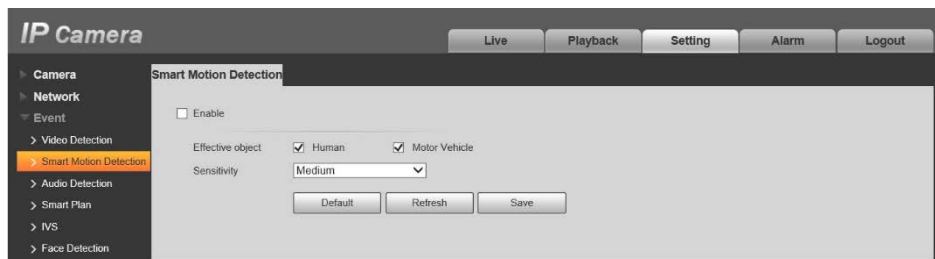 IP Camera
Live Playback Setting Alarm Logout
Camera
Network
Event
Video Detection
Smart Motion Detection
Audio Detection
Smart Plan
IVS
Face Detection
Smart Motion Detection
Enable
Effective object Human Motor Vehicle
Sensitivity Medium
Default Refresh Save